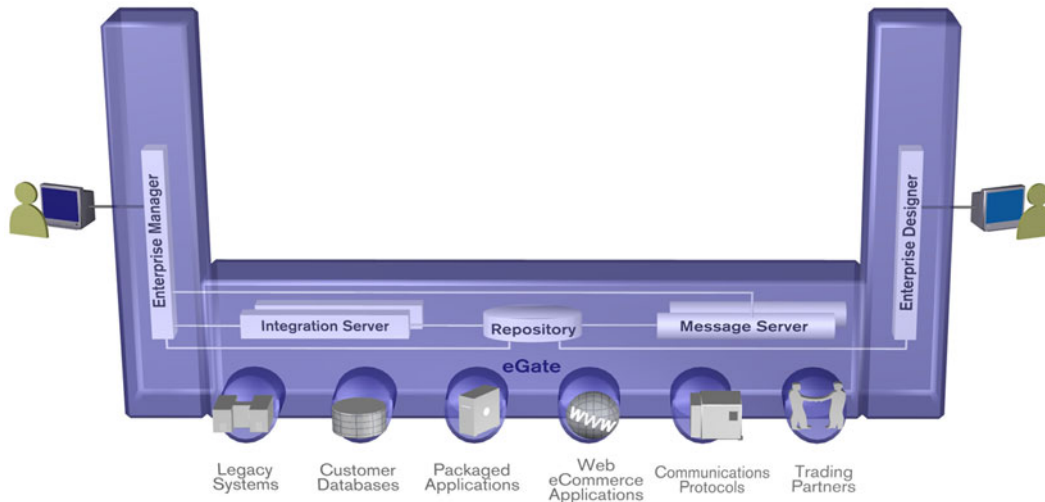 Enterprise Manager
Enterprise Designer
Integration Server
Repository
Message Server
eGate
WWW
Legacy
Systems
Customer
Databases
Packaged
Applications
Web
eCommerce
Applications
Communications
Protocols
Trading
Partners